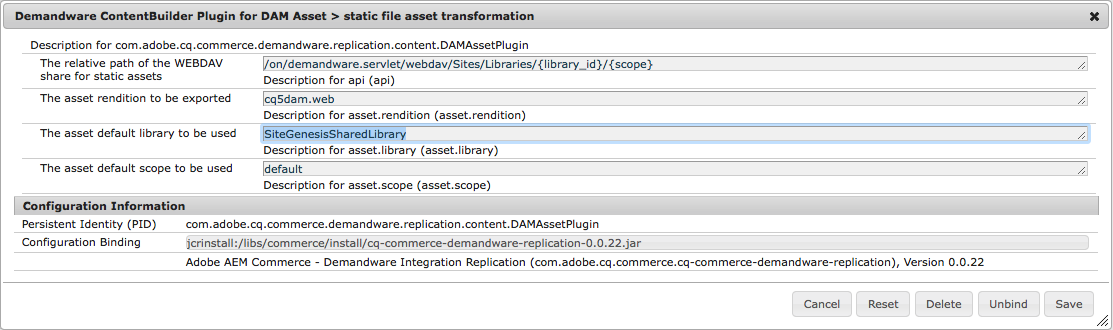 Demandware ContentBuilder Plugin for DAM Asset > static file asset transformation
Description for com.adobe.cq.commerce.demandware.replication.content.DAMAssetPlugin
The relative path of the WEBDAV share for static assets
/on/demandware.servlet/webdav/Sites/Libraries/{library_id}/{scope}
Description for api (api)
The asset rendition to be exported
cq5dam.web
Description for asset.rendition (asset.rendition)
The asset default library to be used
SiteGenesisSharedLibrary
Description for asset.library (asset.library)
The asset default scope to be used
default
Description for asset.scope (asset.scope)
Configuration Information
Persistent Identity (PID)
com.adobe.cq.commerce.demandware.replication.content.DAMAssetPlugin
Configuration Binding
jcrinstall:/libs/commerce/install/cq-commerce-demandware-replication-0.0.22.jar
Adobe AEM Commerce - Demandware Integration Replication (com.adobe.cq.commerce.cq-commerce-demandware-replication), Version 0.0.22
Cancel
Reset
Delete
Unbind
Save